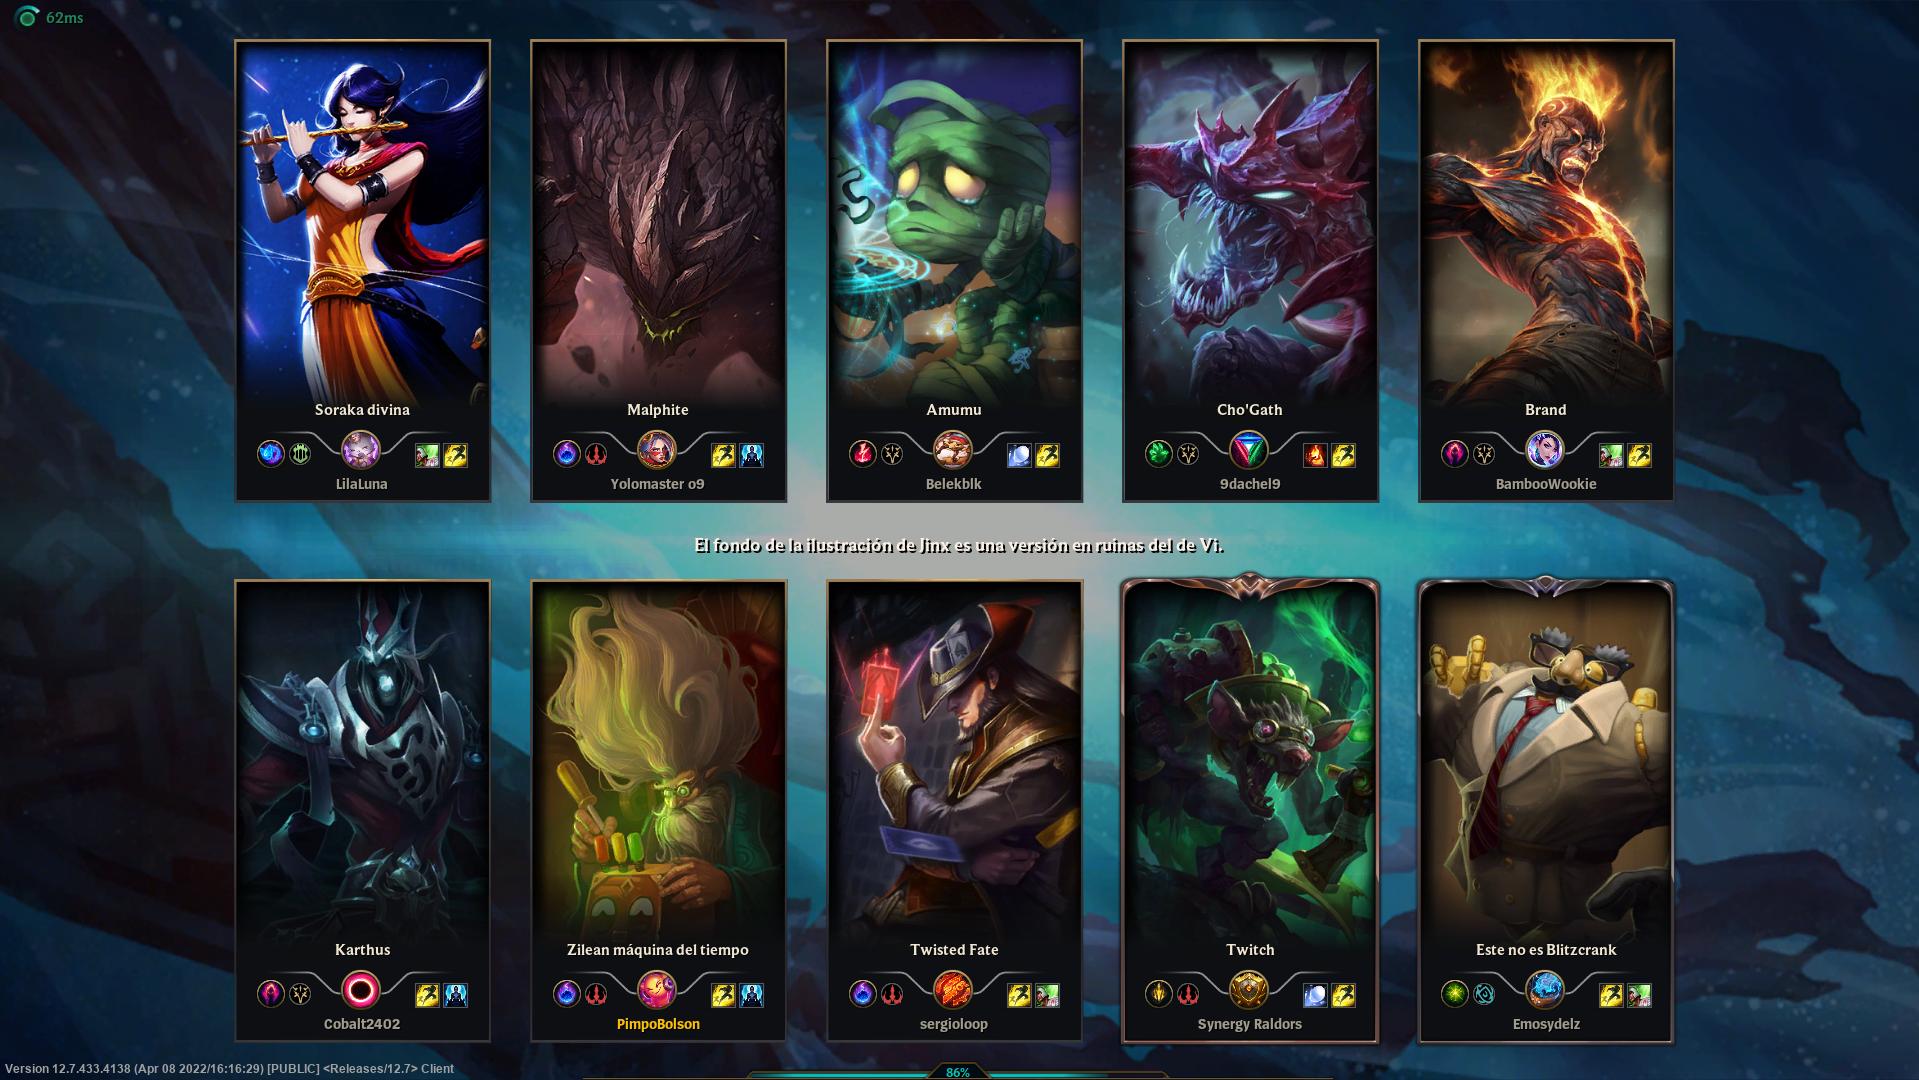 62ms
Soraka divina
LilaLuna
Malphite
Yolomaster o9
Amumu
Belekblk
Cho'Gath
9dachel9
Brand
BambooWookie
El fondo de la ilustración de Jinx es una versión en ruinas del de Vi.
Karthus
Cobalt2402
Zilean máquina del tiempo
PimpoBolson
Twisted Fate
sergioloop
Twitch
Synergy Raldors
Este no es Blitzcrank
Emosydelz
Version 12.7.433.4138 (Apr 08 2022/16:16:29) [PUBLIC] <Releases/12.7> Client
86%